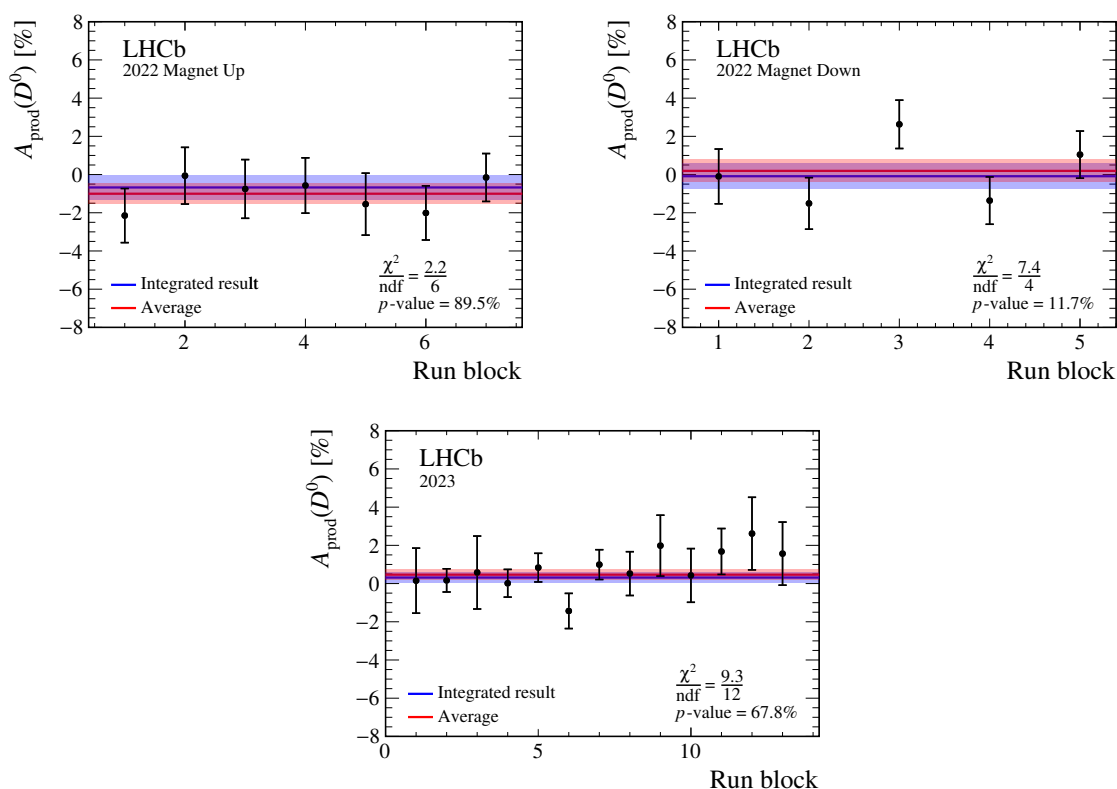 LHCb
2022 Magnet Up
A_prod(D^0) [%]
8
6
4
2
0
−2
−4
−6
−8
Integrated result
Average
χ²/ndf = 2.2/6
p-value = 89.5%
2 4 6
Run block
LHCb
2022 Magnet Down
A_prod(D^0) [%]
8
6
4
2
0
−2
−4
−6
−8
Integrated result
Average
χ²/ndf = 7.4/4
p-value = 11.7%
1 2 3 4 5
Run block
LHCb
2023
A_prod(D^0) [%]
8
6
4
2
0
−2
−4
−6
−8
Integrated result
Average
χ²/ndf = 9.3/12
p-value = 67.8%
0 5 10
Run block